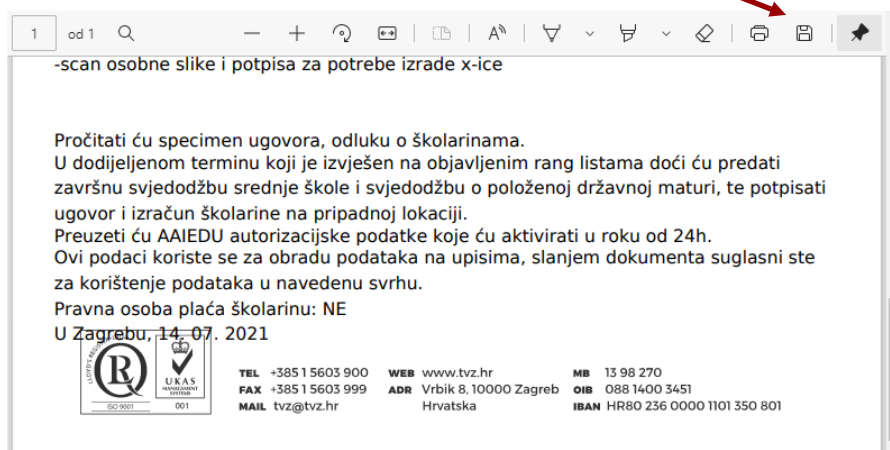 1 od 1
-scan osobne slike i potpisa za potrebe izrade x-ice
Pročitati ću specimen ugovora, odluku o školarinama.
U dodijeljenom terminu koji je izvješen na objavljenim rang listama doći ću predati
završnu svjedodžbu srednje škole i svjedodžbu o položenoj državnoj maturi, te potpisati
ugovor i izračun školarine na pripadnoj lokaciji.
Preuzeti ću AAIEDU autorizacijske podatke koje ću aktivirati u roku od 24h.
Ovi podaci koriste se za obradu podataka na upisima, slanjem dokumenta suglasni ste
za korištenje podataka u navedenu svrhu.
Pravna osoba plaća školarinu: NE
U Zagrebu, 14. 07. 2021
LLOYD'S REGISTER
R
UKAS
MANAGEMENT
SYSTEMS
ISO 9001 001
TEL +385 1 5603 900 WEB www.tvz.hr MB 13 98 270
FAX +385 1 5603 999 ADR Vrbik 8, 10000 Zagreb OIB 088 1400 3451
MAIL tvz@tvz.hr Hrvatska IBAN HR80 236 0000 1101 350 801